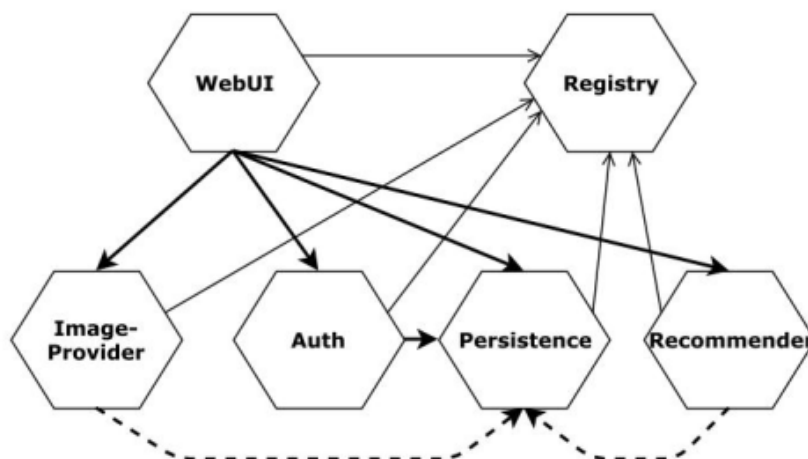 WebUI
Registry
Image-
Provider
Auth
Persistence
Recommender